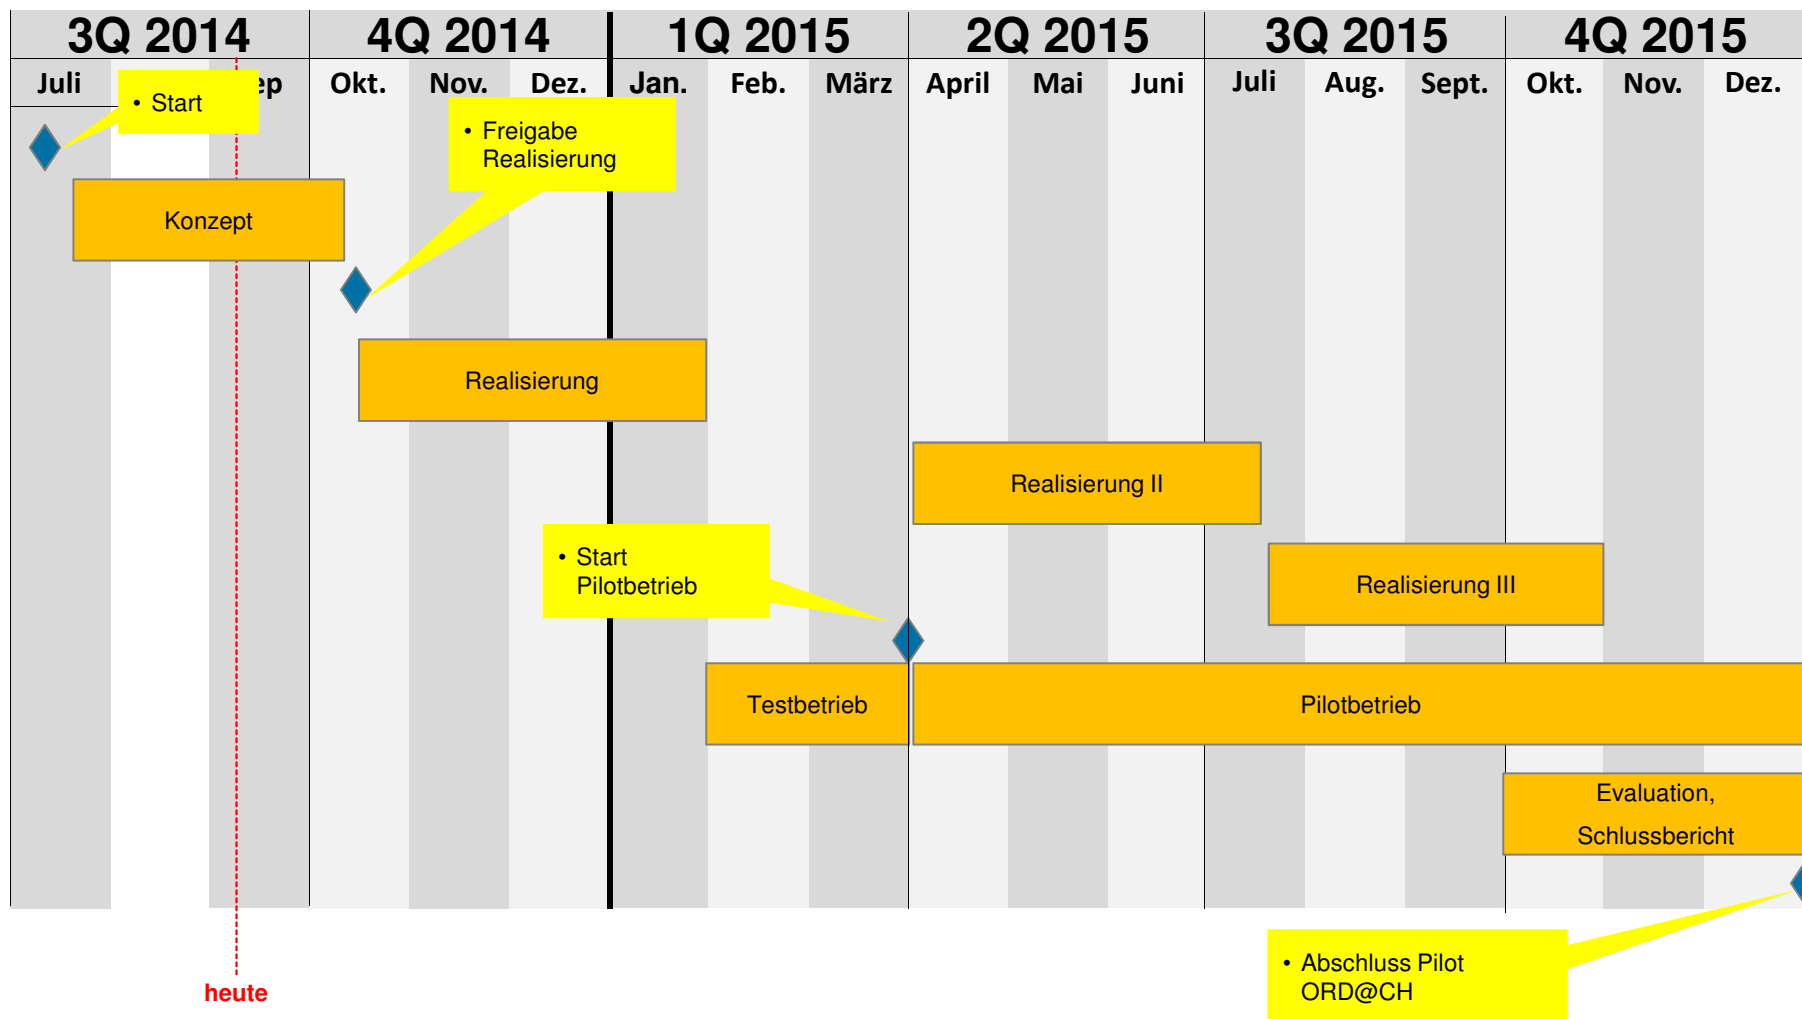 3Q 2014 4Q 2014 1Q 2015 2Q 2015 3Q 2015 4Q 2015
Juli ep Okt. Nov. Dez. Jan. Feb. März April Mai Juni Juli Aug. Sept. Okt. Nov. Dez.
• Start
• Freigabe
Realisierung
Konzept
Realisierung
Realisierung II
• Start
Pilotbetrieb
Realisierung III
Testbetrieb
Pilotbetrieb
Evaluation,
Schlussbericht
• Abschluss Pilot
ORD@CH
heute